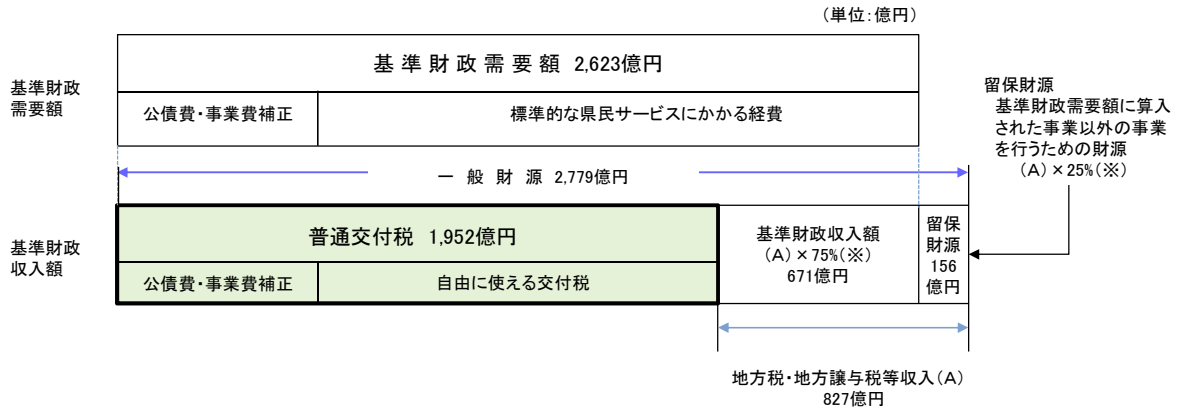 (単位:億円)
基準財政需要額 2,623億円
基準財政
需要額
公債費・事業費補正
標準的な県民サービスにかかる経費
留保財源
基準財政需要額に算入
された事業以外の事業
を行うための財源
(A)×25%(※)
一般財源 2,779億円
基準財政
収入額
普通交付税 1,952億円
公債費・事業費補正
自由に使える交付税
基準財政収入額
(A)×75%(※)
671億円
留保
財源
156
億円
地方税・地方譲与税等収入(A)
827億円